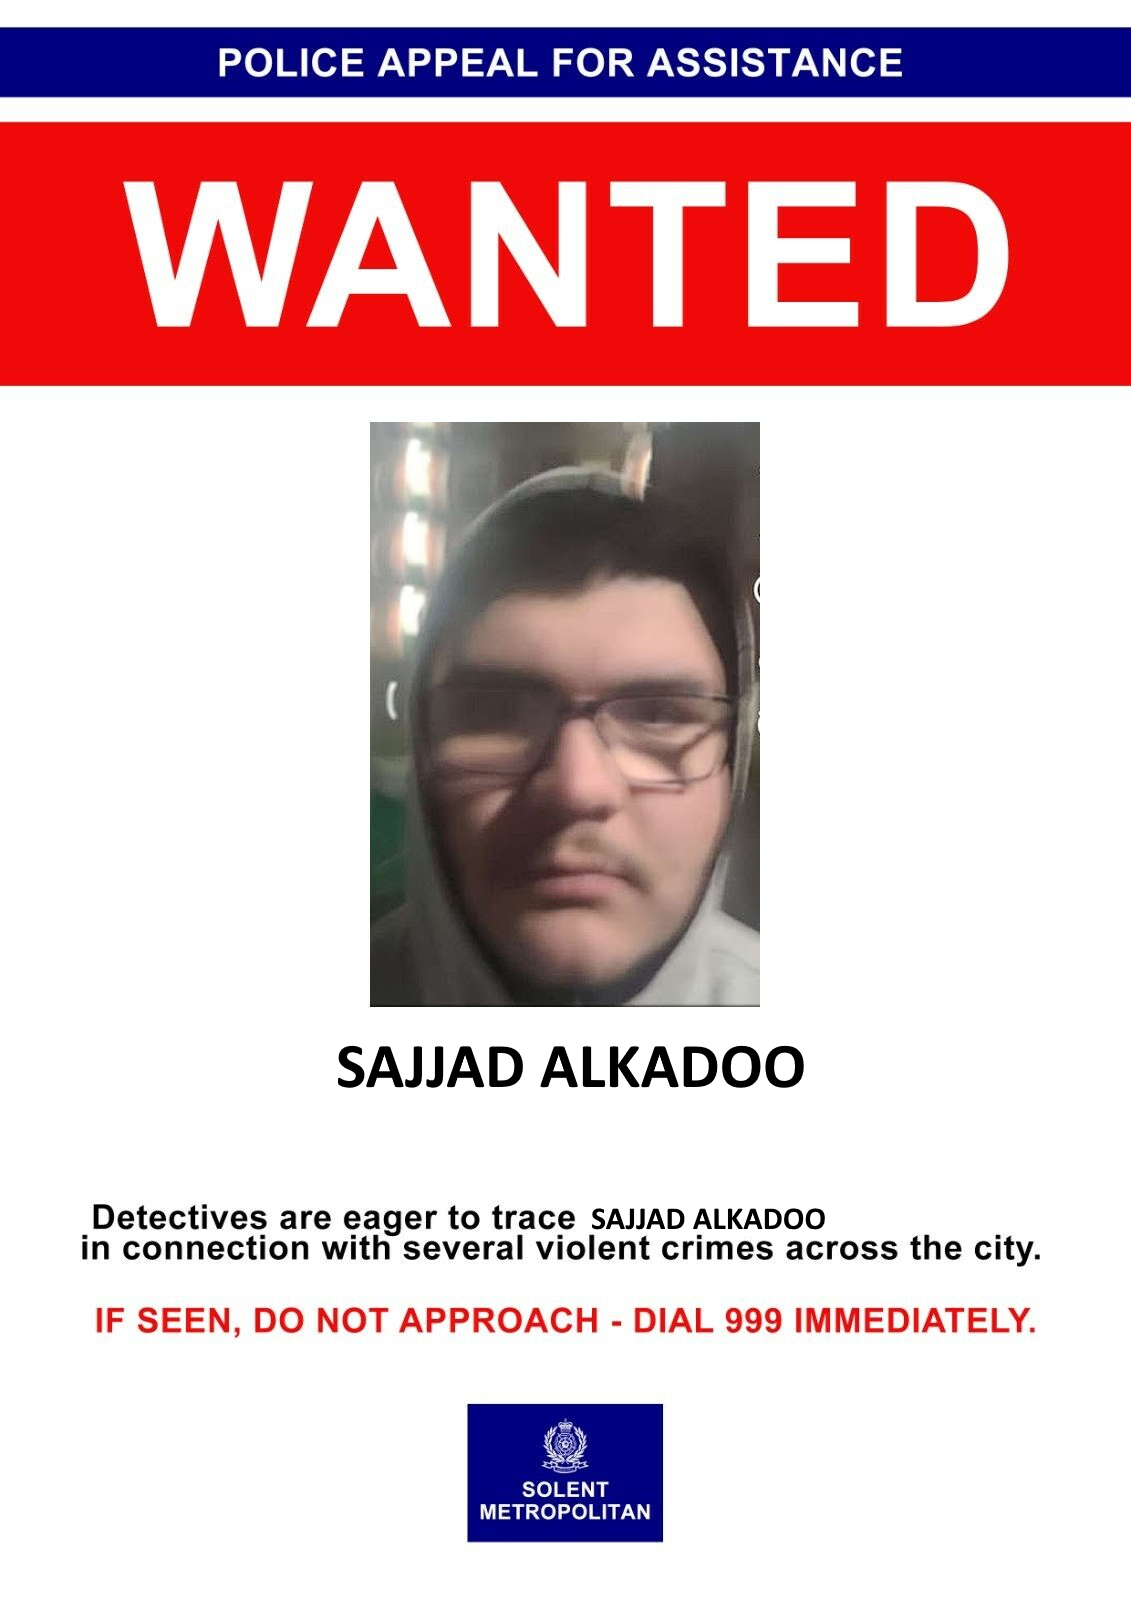 POLICE APPEAL FOR ASSISTANCE
WANTED
SAJJAD ALKADOO
Detectives are eager to trace SAJJAD ALKADOO
in connection with several violent crimes across the city.
IF SEEN, DO NOT APPROACH - DIAL 999 IMMEDIATELY.
SOLENT
METROPOLITAN